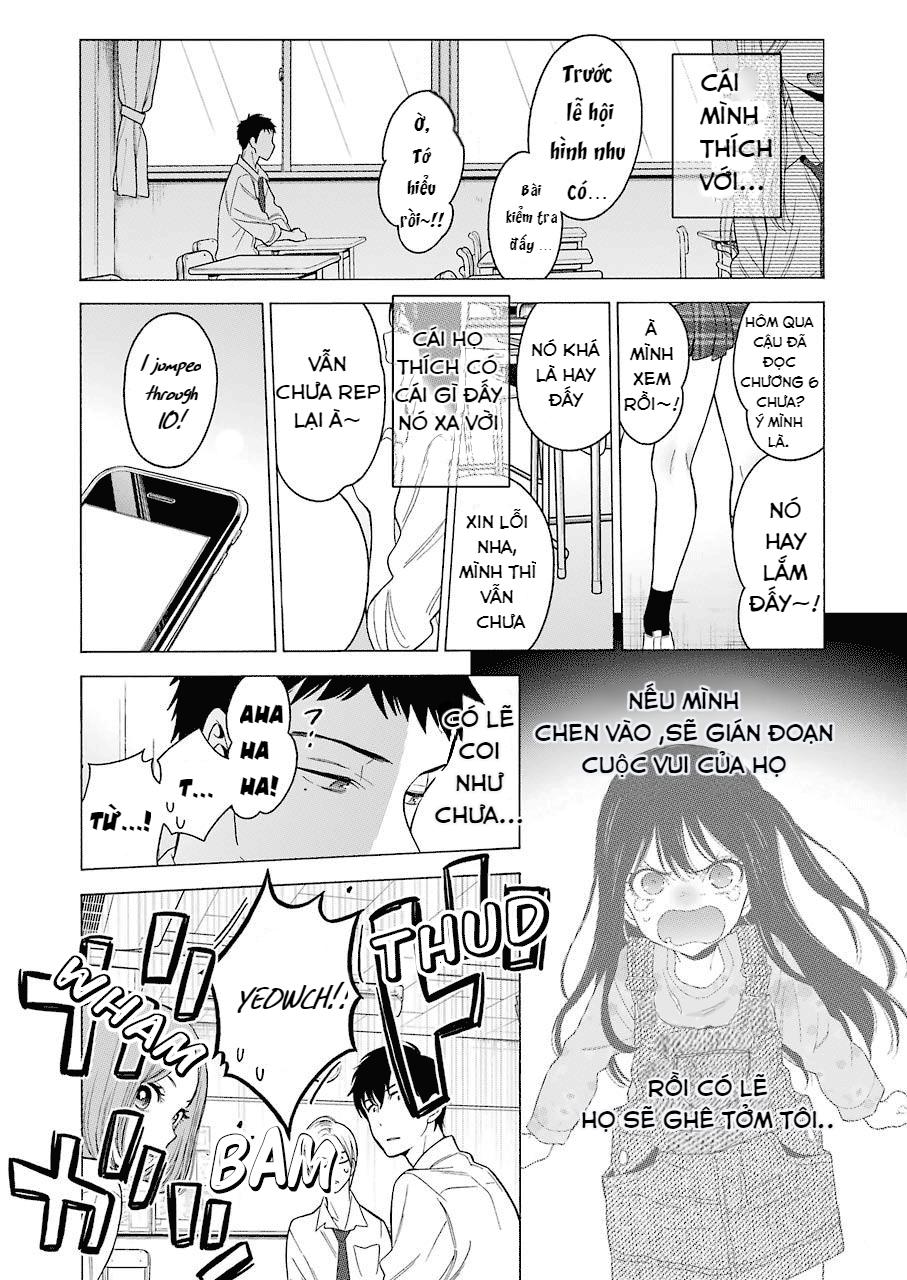 CÁI
MÌNH
THÍCH
VỚI...
Trước
lễ hội
hình như
có...
Bài
kiểm tra
đấy ...
Ờ,
Tớ
hiểu
rồi~!!
HÔM QUA
CẬU ĐÃ
ĐỌC
CHƯƠNG 6
CHƯA?
Ý MÌNH
LÀ.
NÓ
HAY
LẮM
ĐẤY~!
À
MÌNH
XEM
RỒI~!
NÓ KHÁ
LÀ HAY
ĐẤY
CÁI HỌ
THÍCH CÓ
CÁI GÌ ĐẤY
NÓ XA VỜI
XIN LỖI
NHA,
MÌNH THÌ
VẪN
CHƯA
VẪN
CHƯA REP
LẠI À~
I jumped
through
10!
NẾU MÌNH
CHEN VÀO ,SẼ GIÁN ĐOẠN
CUỘC VUI CỦA HỌ
CÓ LẼ
COI
NHƯ
CHƯA...
AHA
HA
HA!
?
T...
TỪ...!
RỒI CÓ LẼ
HỌ SẼ GHÊ TỞM TÔI..
THUD
ド
YEOWCH!!
WHAM
ガガ
BAM